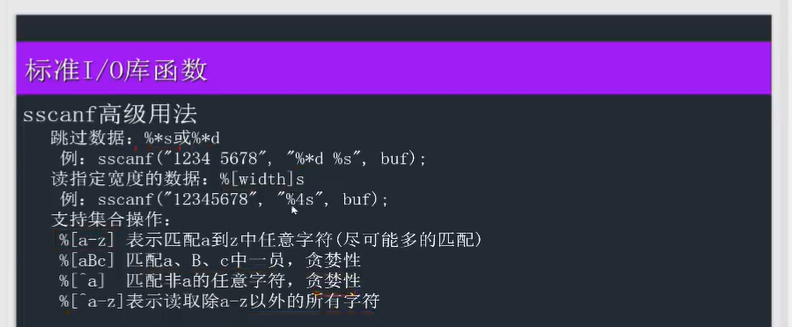 标准I/O库函数
sscanf高级用法
跳过数据：%*s或%*d
例：sscanf("1234 5678", "%*d %s", buf);
读指定宽度的数据：%[width]s
例：sscanf("12345678", "%4s", buf);
支持集合操作：
%[a-z] 表示匹配a到z中任意字符(尽可能多的匹配)
%[aBc] 匹配a、B、c中一员，贪婪性
%[^a] 匹配非a的任意字符，贪婪性
%[^a-z]表示读取除a-z以外的所有字符